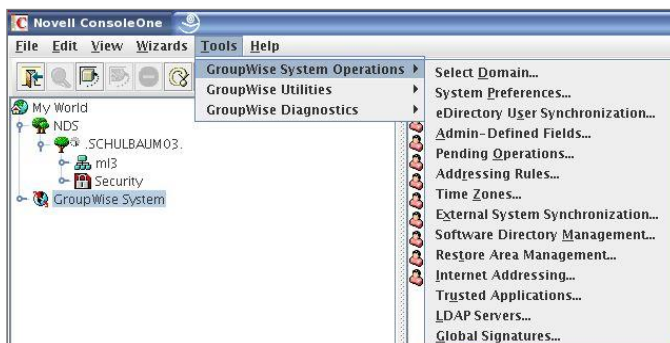 Novell ConsoleOne
File Edit View Wizards Tools Help
GroupWise System Operations
GroupWise Utilities
GroupWise Diagnostics
My World
NDS
.SCHULBAUM03.
ml3
Security
GroupWise System
Select Domain...
System Preferences...
eDirectory User Synchronization...
Admin-Defined Fields...
Pending Operations...
Addressing Rules...
Time Zones...
External System Synchronization...
Software Directory Management...
Restore Area Management...
Internet Addressing...
Trusted Applications...
LDAP Servers...
Global Signatures...